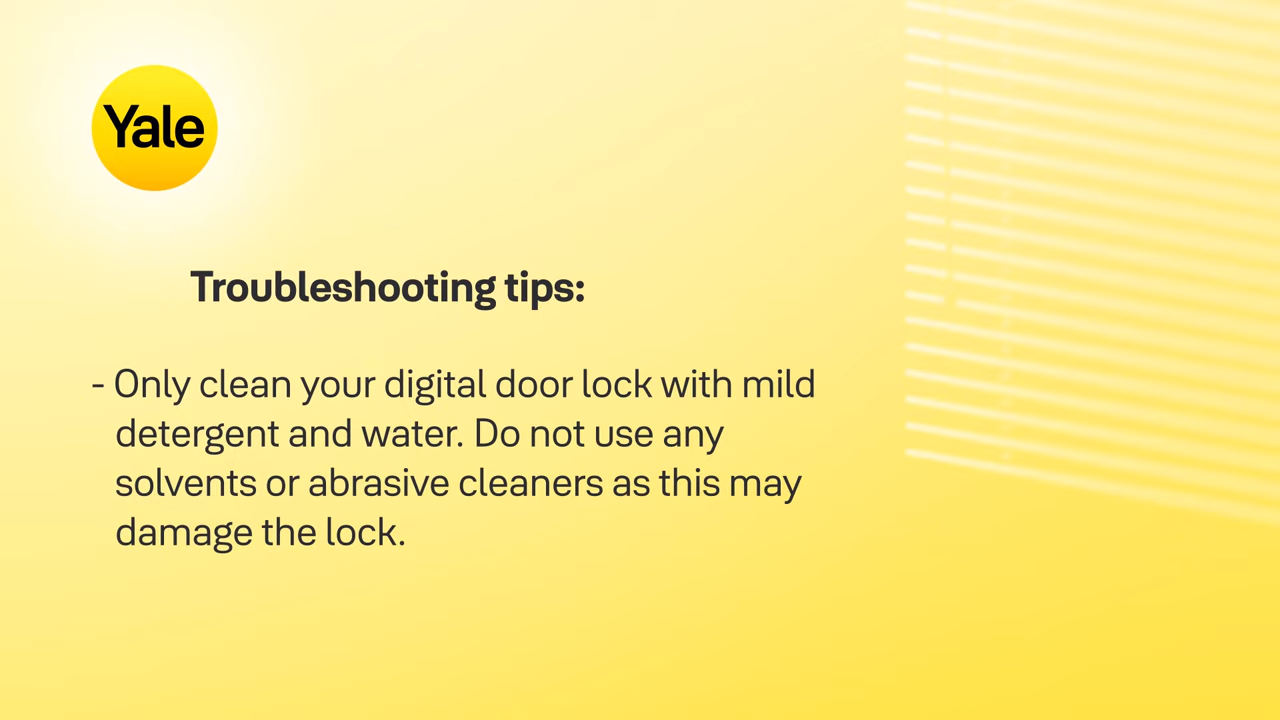 Yale
Troubleshooting tips:
- Only clean your digital door lock with mild
detergent and water. Do not use any
solvents or abrasive cleaners as this may
damage the lock.